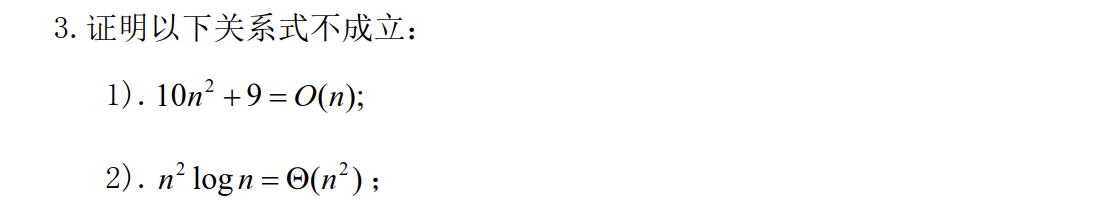 3. 证明以下关系式不成立：
1). 10n² + 9 = O(n);
2). n² log n = Θ(n²)；